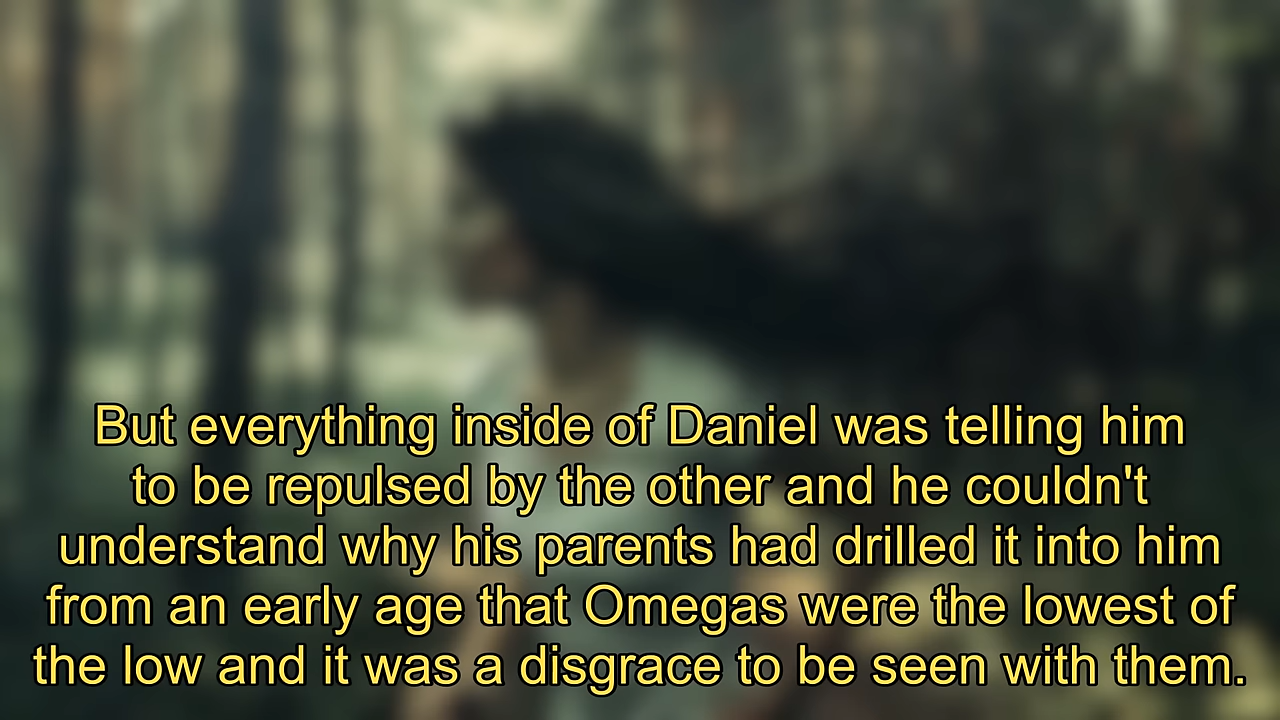 But everything inside of Daniel was telling him
to be repulsed by the other and he couldn't
understand why his parents had drilled it into him
from an early age that Omegas were the lowest of
the low and it was a disgrace to be seen with them.